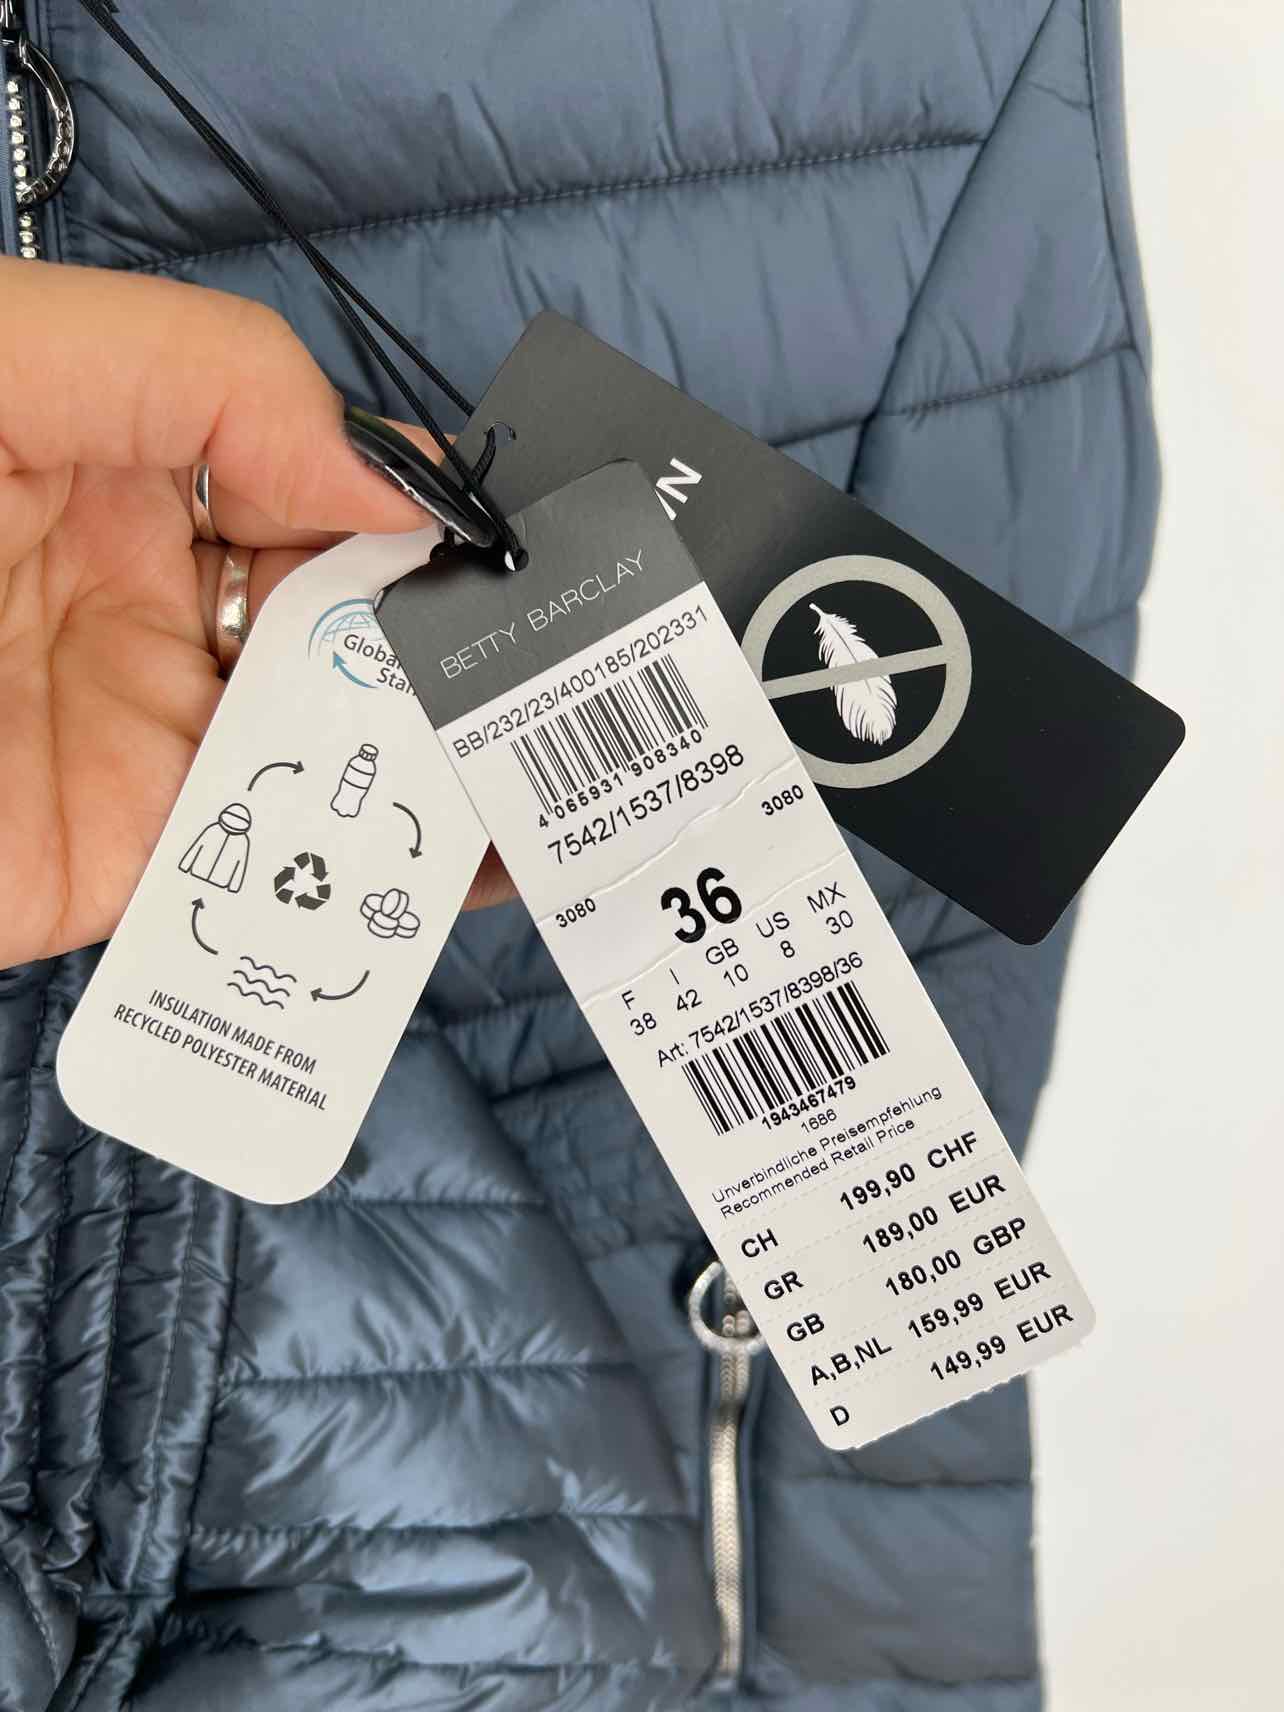 N
Global
Stan
INSULATION MADE FROM
RECYCLED POLYESTER MATERIAL
BETTY BARCLAY
BB/232/23/400185/202331
4 065931 908340
7542/1537/8398
3080 3080
36
F I GB US MX
38 42 10 8 30
Art: 7542/1537/8398/36
1943467479
1686
Unverbindliche Preisempfehlung
Recommended Retail Price
CH 199,90 CHF
GR 189,00 EUR
GB 180,00 GBP
A,B,NL 159,99 EUR
D 149,99 EUR